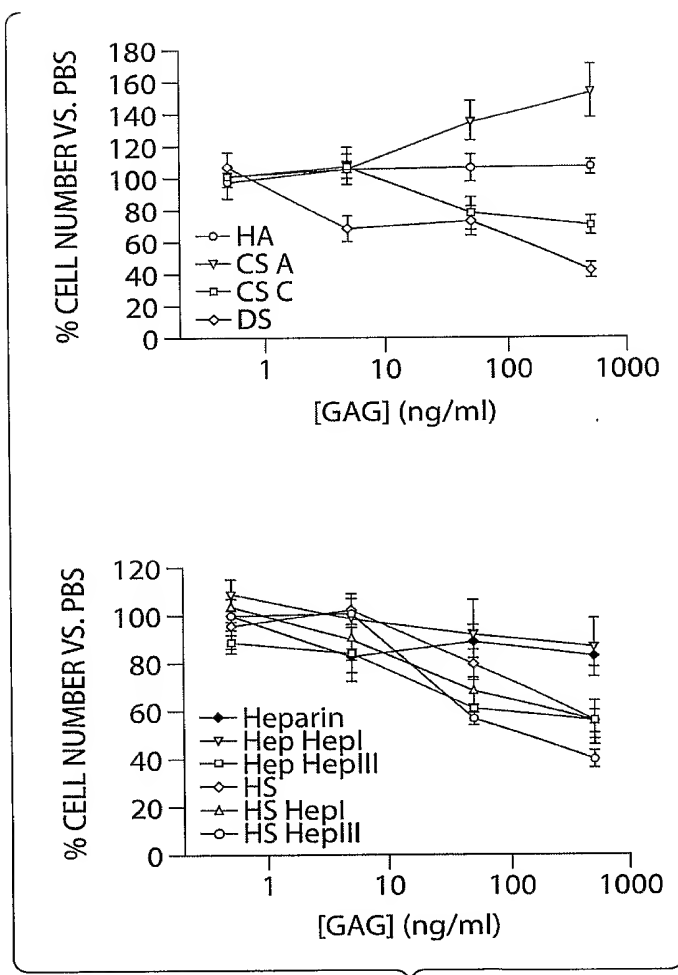 % CELL NUMBER VS. PBS
180
160
140
120
100
80
60
40
20
0
HA
CS A
CS C
DS
1
10
100
1000
[GAG] (ng/ml)
% CELL NUMBER VS. PBS
120
100
80
60
40
20
0
Heparin
Hep HepI
Hep HepIII
HS
HS HepI
HS HepIII
1
10
100
1000
[GAG] (ng/ml)